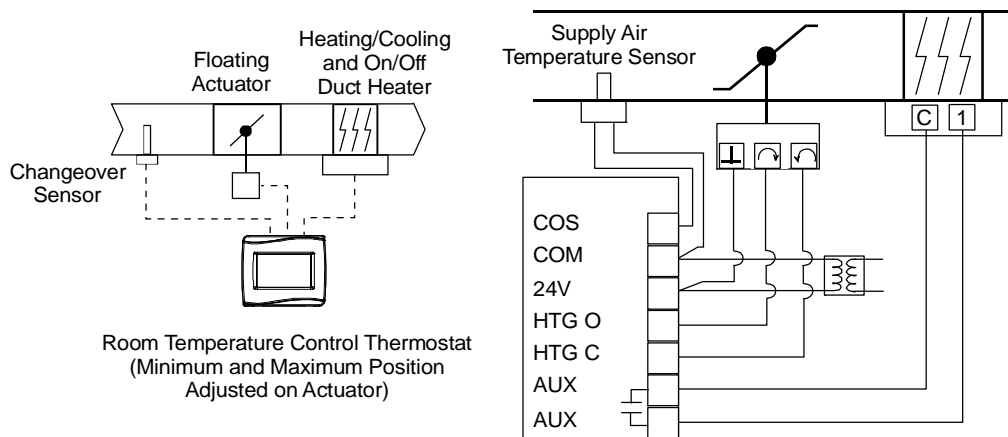 Floating
Actuator
Heating/Cooling
and On/Off
Duct Heater
Changeover
Sensor
Room Temperature Control Thermostat
(Minimum and Maximum Position
Adjusted on Actuator)
Supply Air
Temperature Sensor
C
1
COS
COM
24V
HTG O
HTG C
AUX
AUX